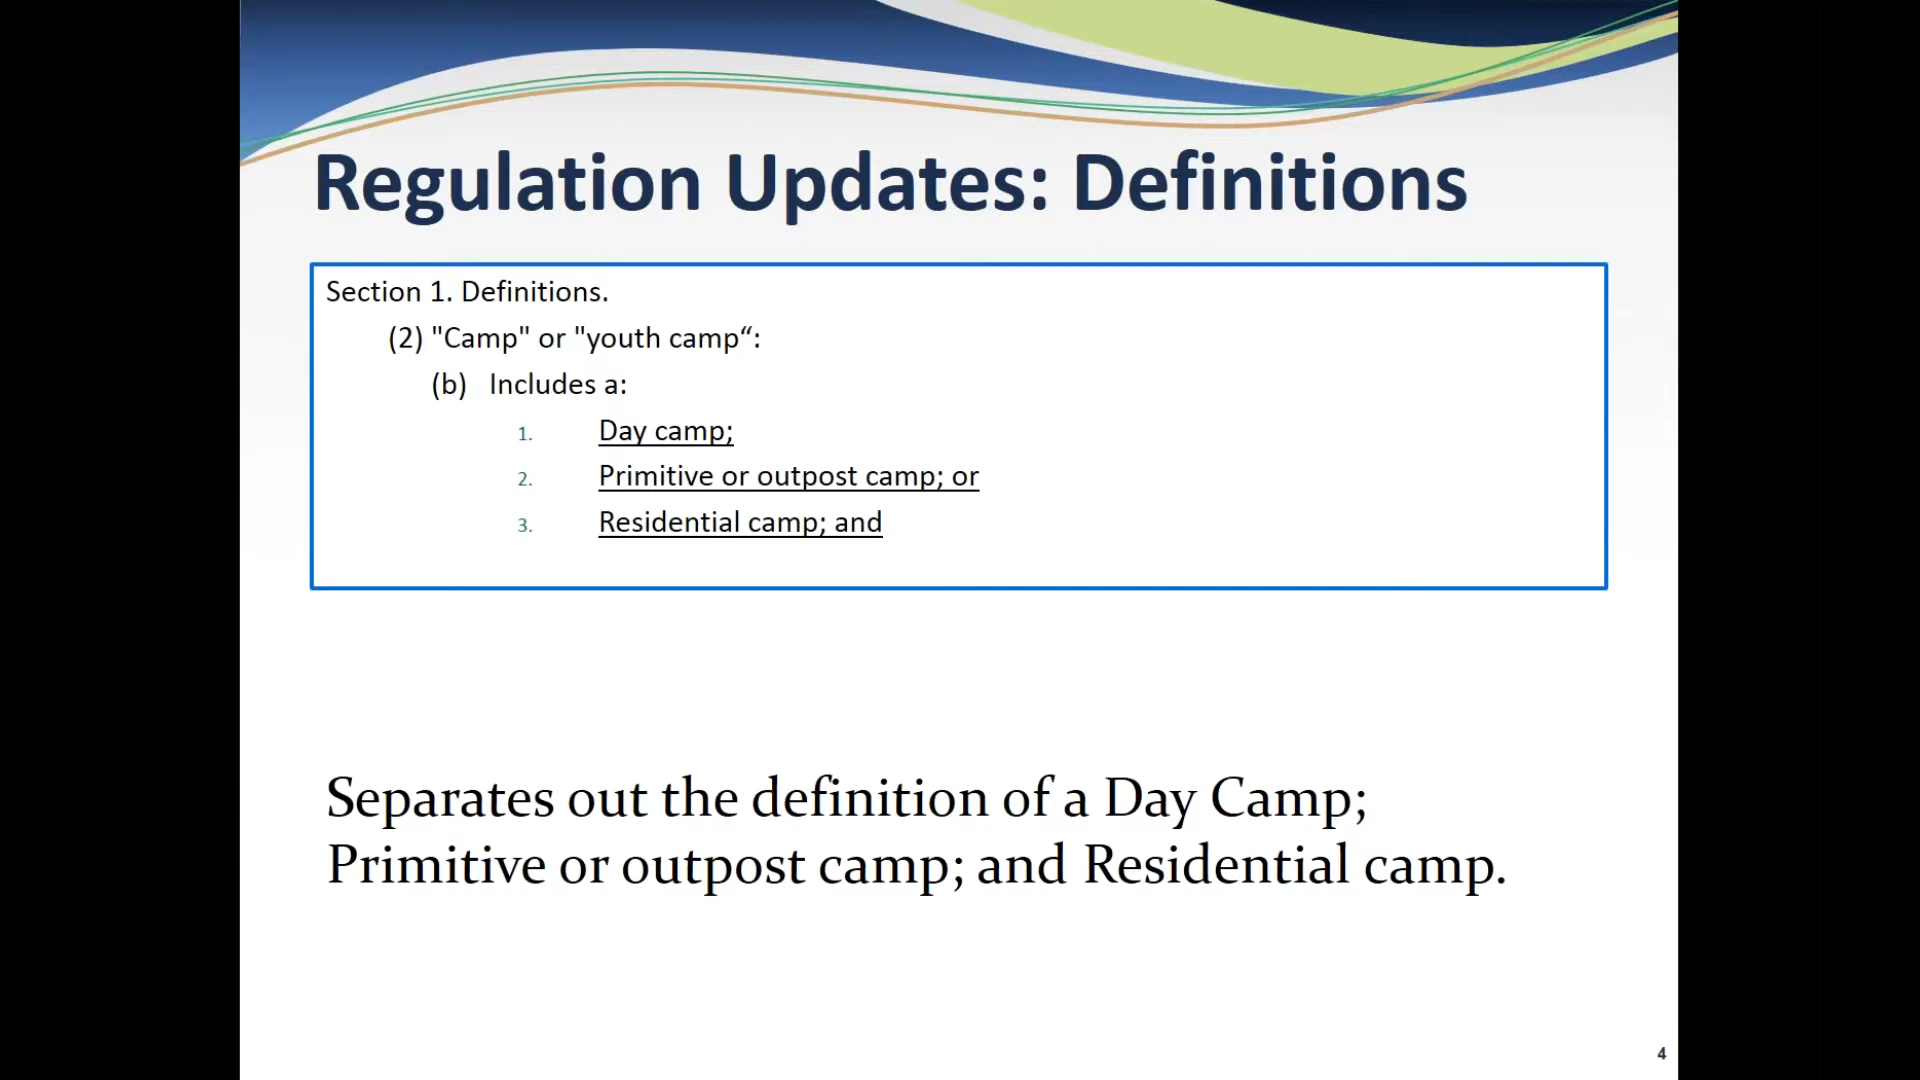 Regulation Updates: Definitions
Section 1. Definitions.
(2) "Camp" or "youth camp“:
(b) Includes a:
1. Day camp;
2. Primitive or outpost camp; or
3. Residential camp; and
Separates out the definition of a Day Camp;
Primitive or outpost camp; and Residential camp.
4